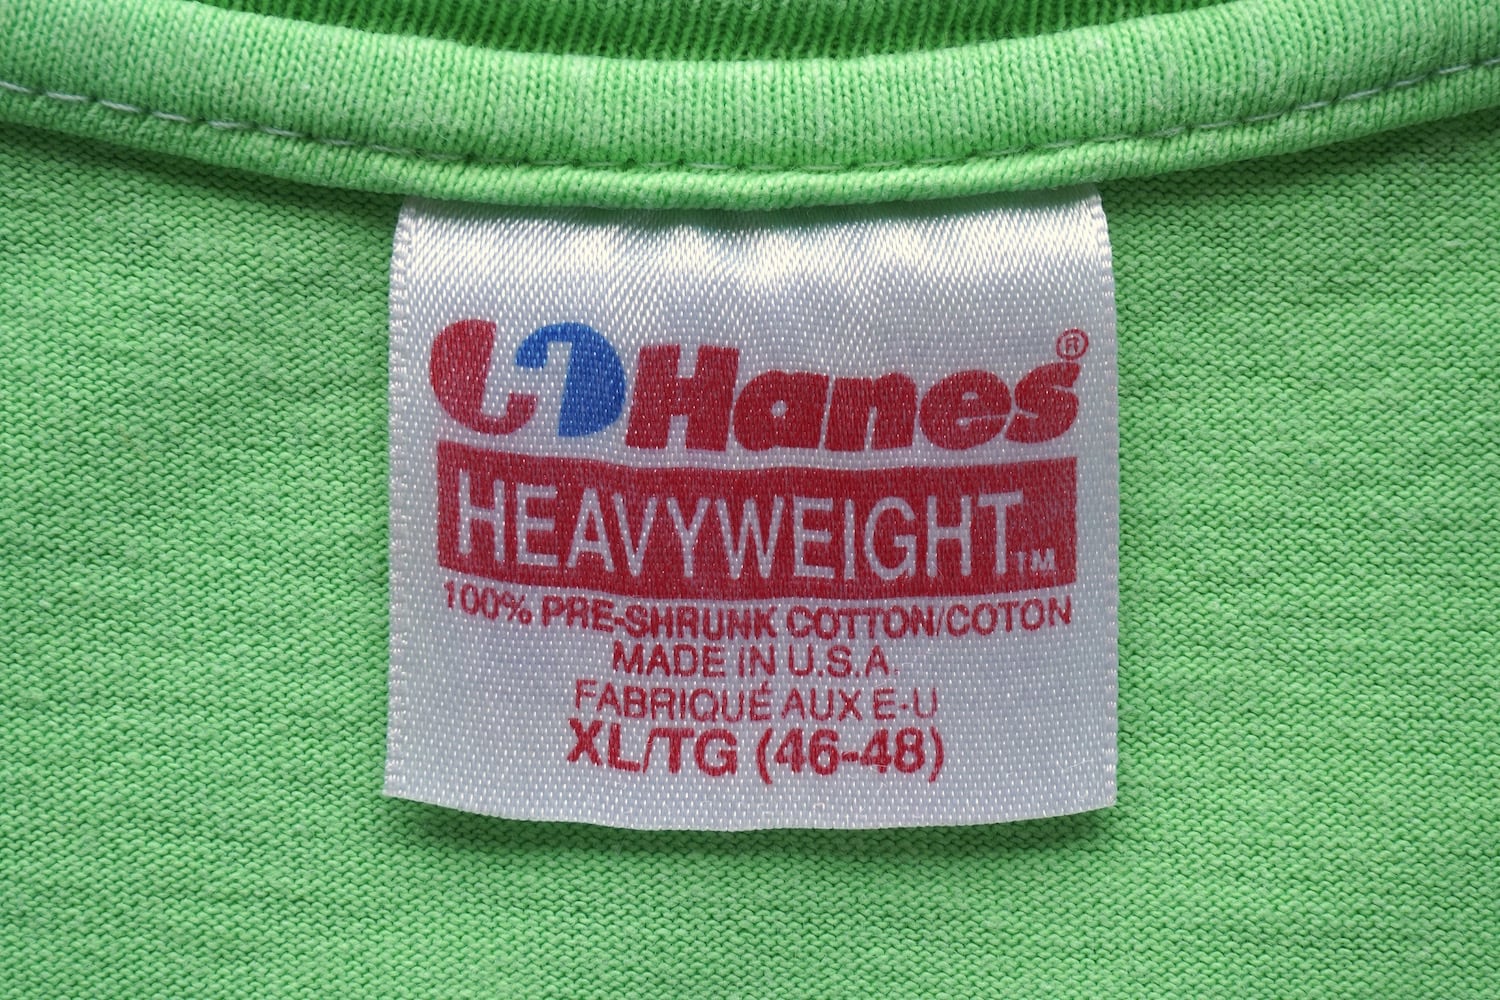 Hanes®
HEAVYWEIGHT™
100% PRE-SHRUNK COTTON/COTON
MADE IN U.S.A.
FABRIQUÉ AUX E-U
XL/TG (46-48)